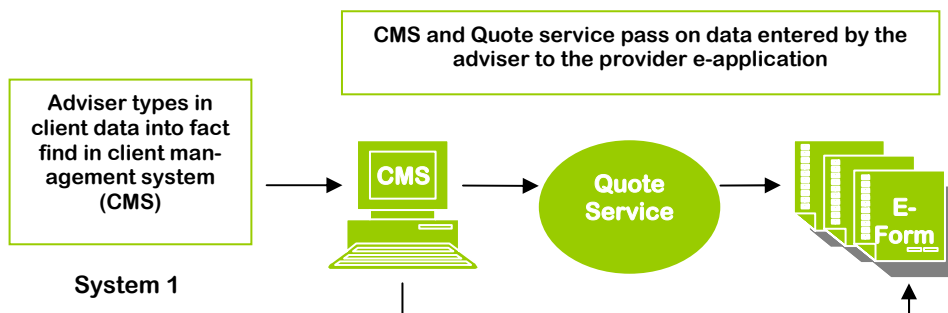 CMS and Quote service pass on data entered by the
adviser to the provider e-application
Adviser types in
client data into fact
find in client man-
agement system
(CMS)
CMS
Quote
Service
E-
Form
System 1